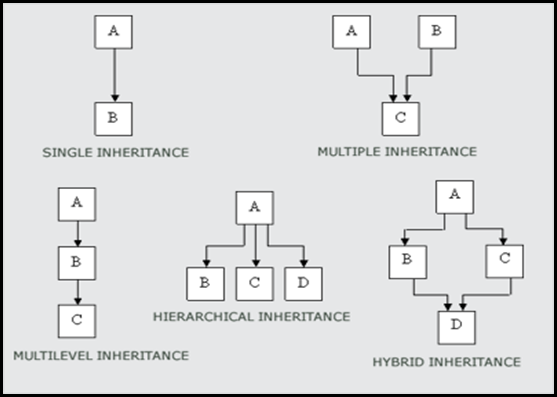 A
B
SINGLE INHERITANCE
A B
C
MULTIPLE INHERITANCE
A
B
C
MULTILEVEL INHERITANCE
A
B C D
HIERARCHICAL INHERITANCE
A
B C
D
HYBRID INHERITANCE